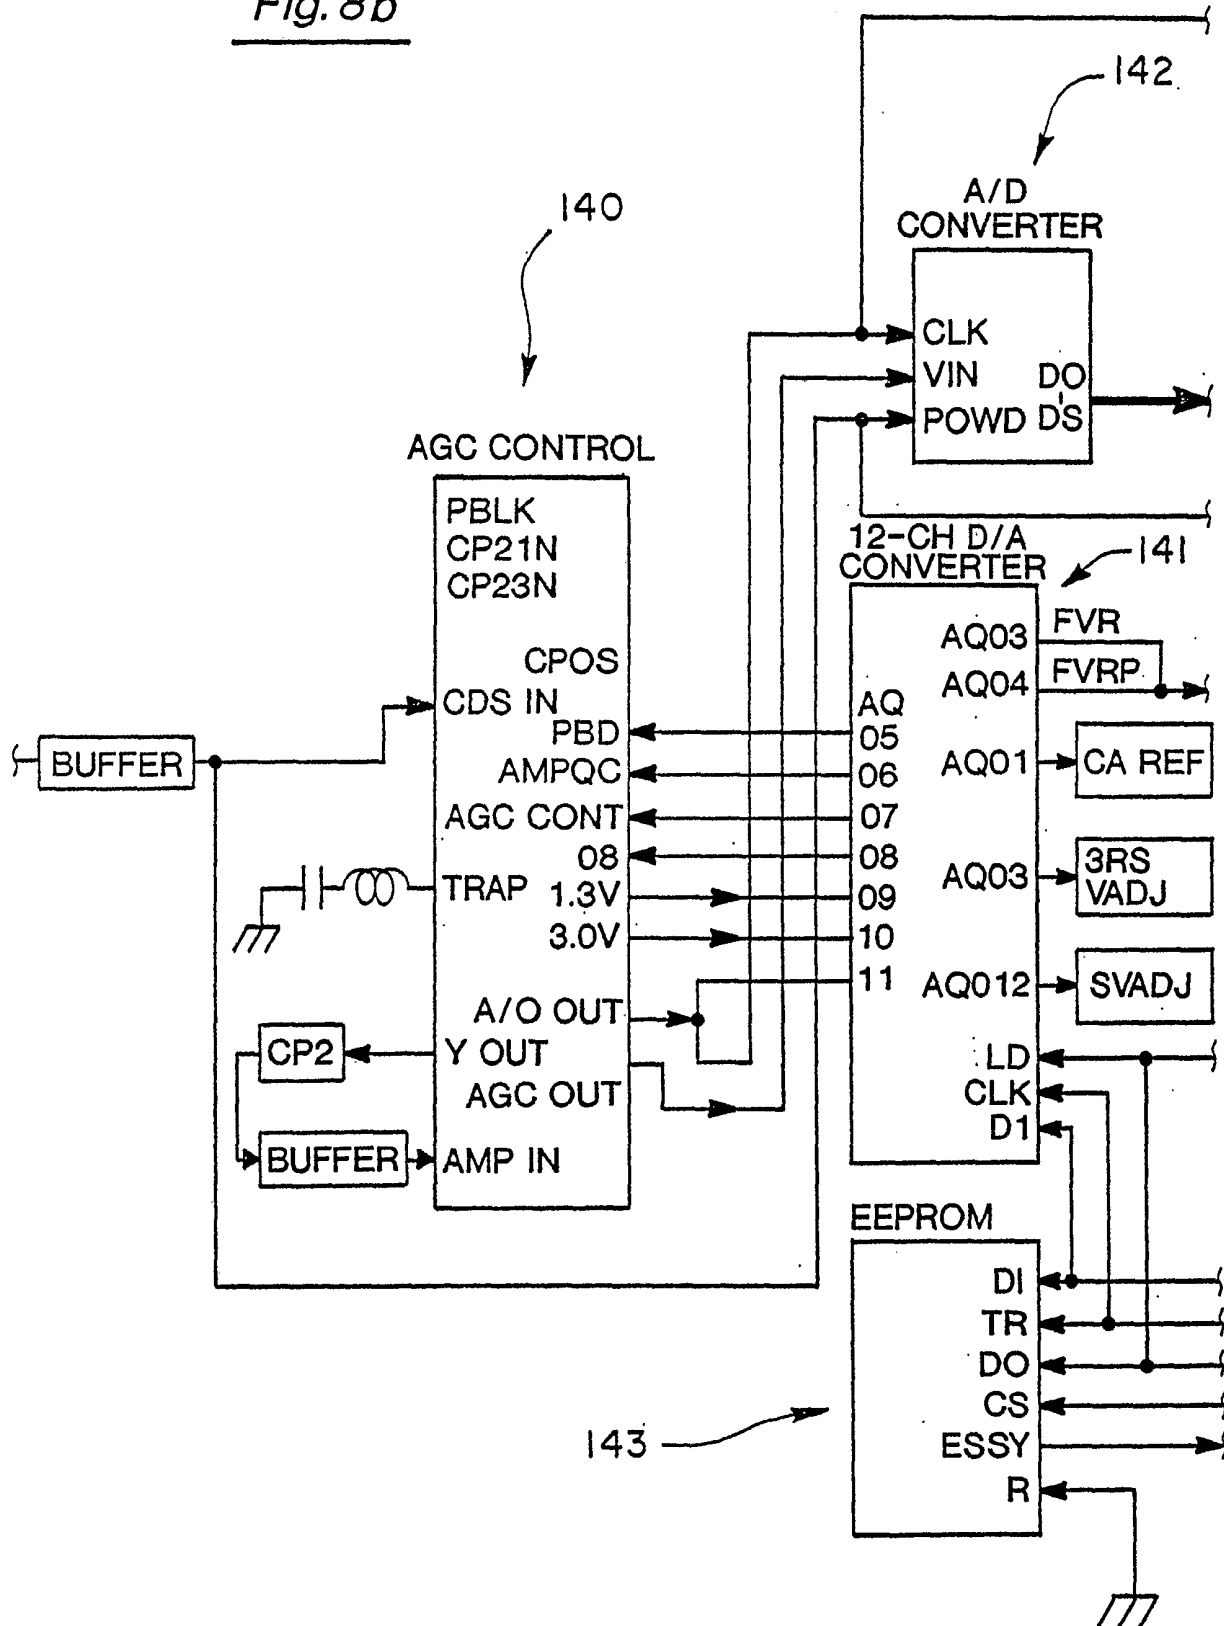 Fig. 8b
142
A/D
CONVERTER
CLK
VIN
POWD
DO
D'S
140
AGC CONTROL
PBLK
CP21N
CP23N
CPOS
CDS IN
PBD
AMPQC
AGC CONT
08
TRAP
1.3V
3.0V
A/O OUT
Y OUT
AGC OUT
AMP IN
BUFFER
CP2
BUFFER
12-CH D/A
CONVERTER
141
AQ03
FVR
AQ04
FVRP
AQ
05
06
07
08
09
10
11
AQ01
CA REF
AQ03
3RS
VADJ
AQ012
SVADJ
LD
CLK
D1
EEPROM
DI
TR
DO
CS
ESSY
R
143